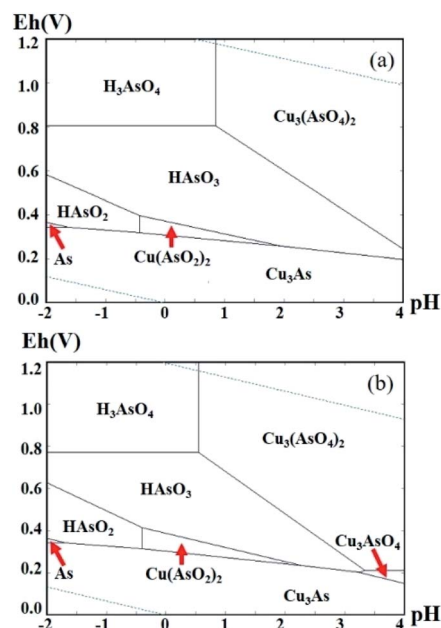 Eh(V)
(a)
1.2
H₃AsO₄
1.0
Cu₃(AsO₄)₂
0.8
0.6
HAsO₃
0.4
HAsO₂
0.2
As
Cu(AsO₂)₂
Cu₃As
0.0
-2 -1 0 1 2 3 4 pH
Eh(V)
(b)
1.2
H₃AsO₄
1.0
Cu₃(AsO₄)₂
0.8
0.6
HAsO₃
0.4
HAsO₂
Cu₃AsO₄
0.2
As
Cu(AsO₂)₂
Cu₃As
0.0
-2 -1 0 1 2 3 4 pH